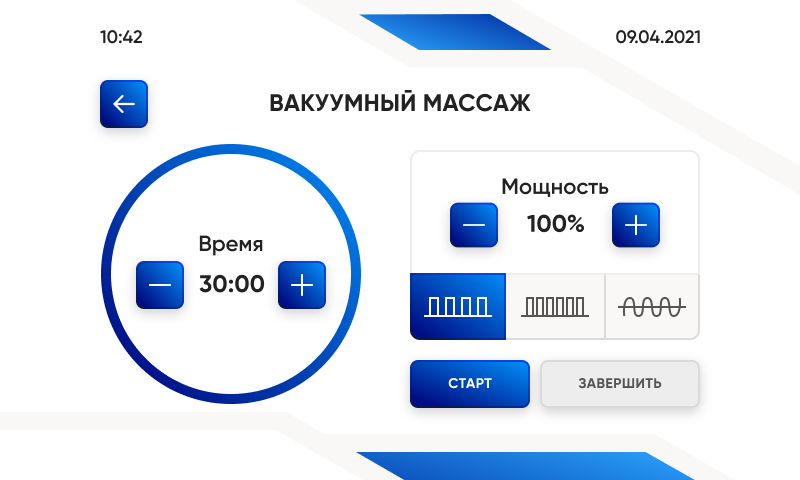 10:42
09.04.2021
ВАКУУМНЫЙ МАССАЖ
Время
30:00
Мощность
100%
СТАРТ
ЗАВЕРШИТЬ